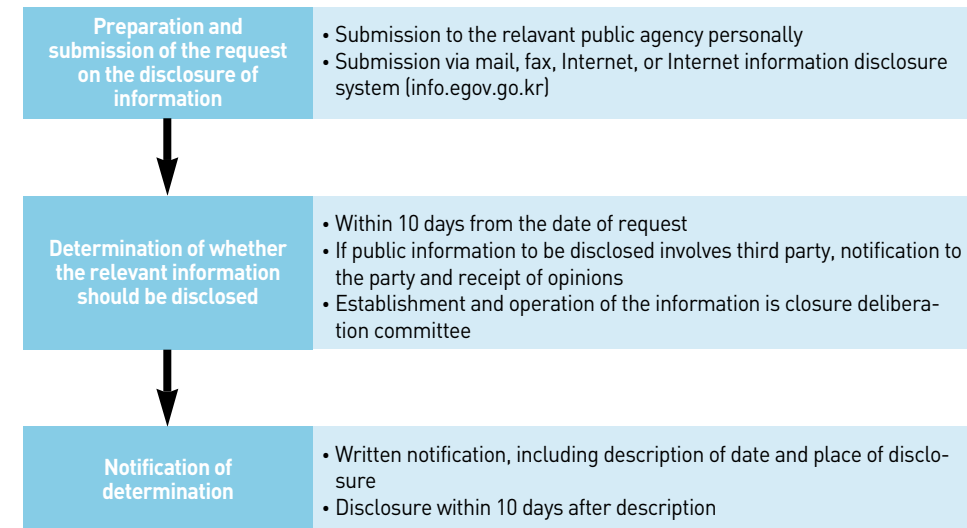 Preparation and
submission of the request
on the disclosure of
information
• Submission to the relavant public agency personally
• Submission via mail, fax, Internet, or Internet information disclosure
system (info.egov.go.kr)
Determination of whether
the relevant information
should be disclosed
• Within 10 days from the date of request
• If public information to be disclosed involves third party, notification to
the party and receipt of opinions
• Establishment and operation of the information is closure delibera-
tion committee
Notification of
determination
• Written notification, including description of date and place of disclo-
sure
• Disclosure within 10 days after description